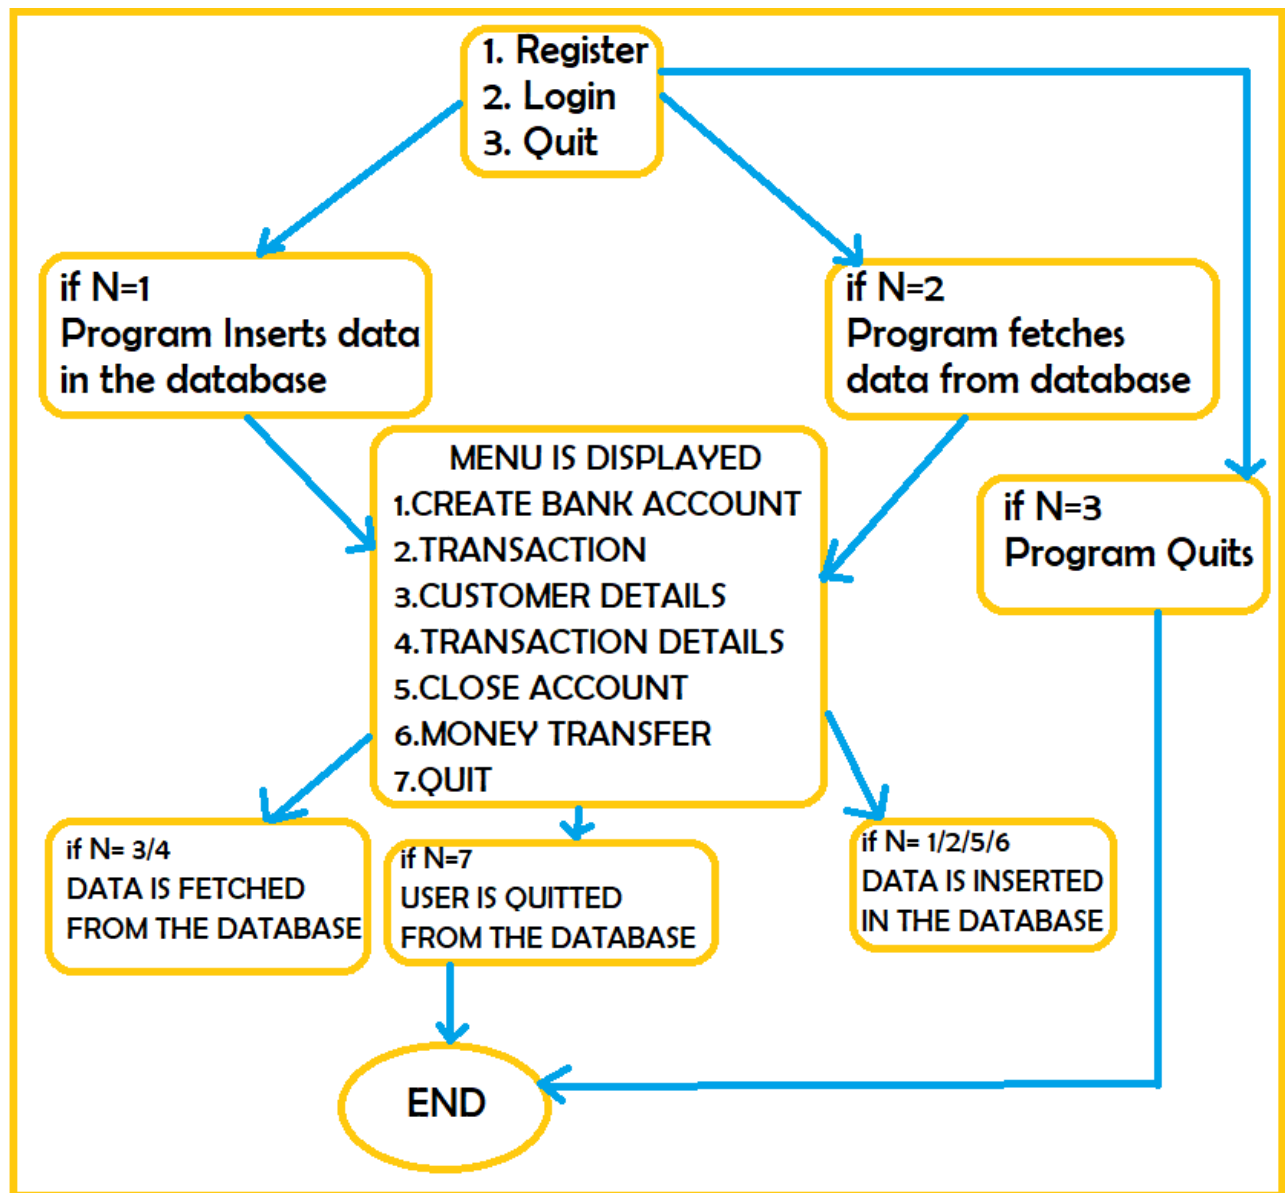 1. Register
2. Login
3. Quit
if N=1
Program Inserts data
in the database
if N=2
Program fetches
data from database
MENU IS DISPLAYED
1.CREATE BANK ACCOUNT
2.TRANSACTION
3.CUSTOMER DETAILS
4.TRANSACTION DETAILS
5.CLOSE ACCOUNT
6.MONEY TRANSFER
7.QUIT
if N=3
Program Quits
if N= 3/4
DATA IS FETCHED
FROM THE DATABASE
if N=7
USER IS QUITTED
FROM THE DATABASE
if N= 1/2/5/6
DATA IS INSERTED
IN THE DATABASE
END